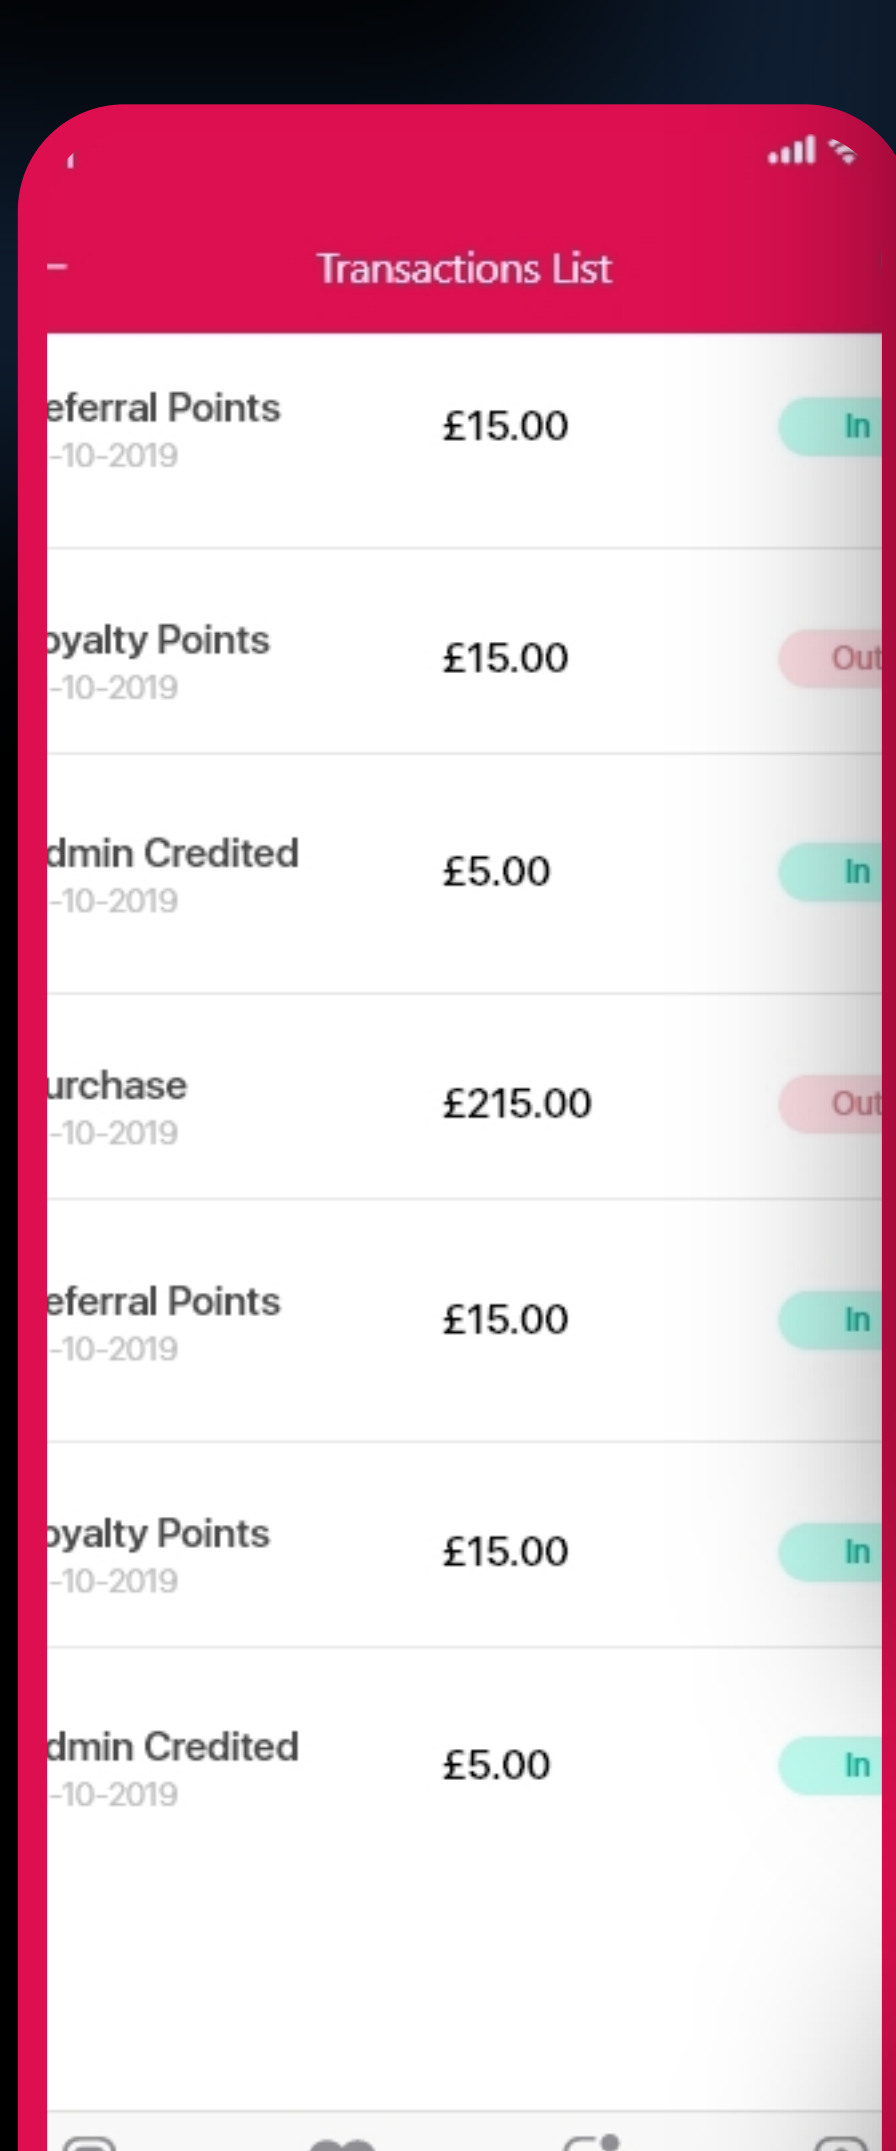 Transactions List
eferral Points
-10-2019
£15.00
In
oyalty Points
-10-2019
£15.00
Out
dmin Credited
-10-2019
£5.00
In
urchase
-10-2019
£215.00
Out
eferral Points
-10-2019
£15.00
In
oyalty Points
-10-2019
£15.00
In
dmin Credited
-10-2019
£5.00
In